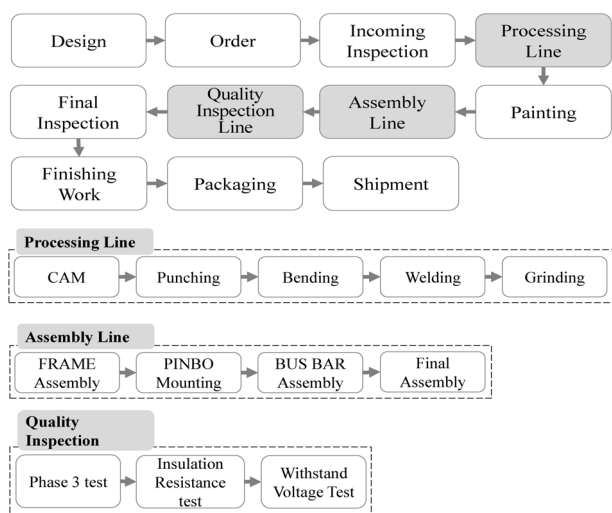 Design
Order
Incoming
Inspection
Processing
Line
Final
Inspection
Quality
Inspection
Line
Assembly
Line
Painting
Finishing
Work
Packaging
Shipment
Processing Line
CAM
Punching
Bending
Welding
Grinding
Assembly Line
FRAME
Assembly
PINBO
Mounting
BUS BAR
Assembly
Final
Assembly
Quality
Inspection
Phase 3 test
Insulation
Resistance
test
Withstand
Voltage Test